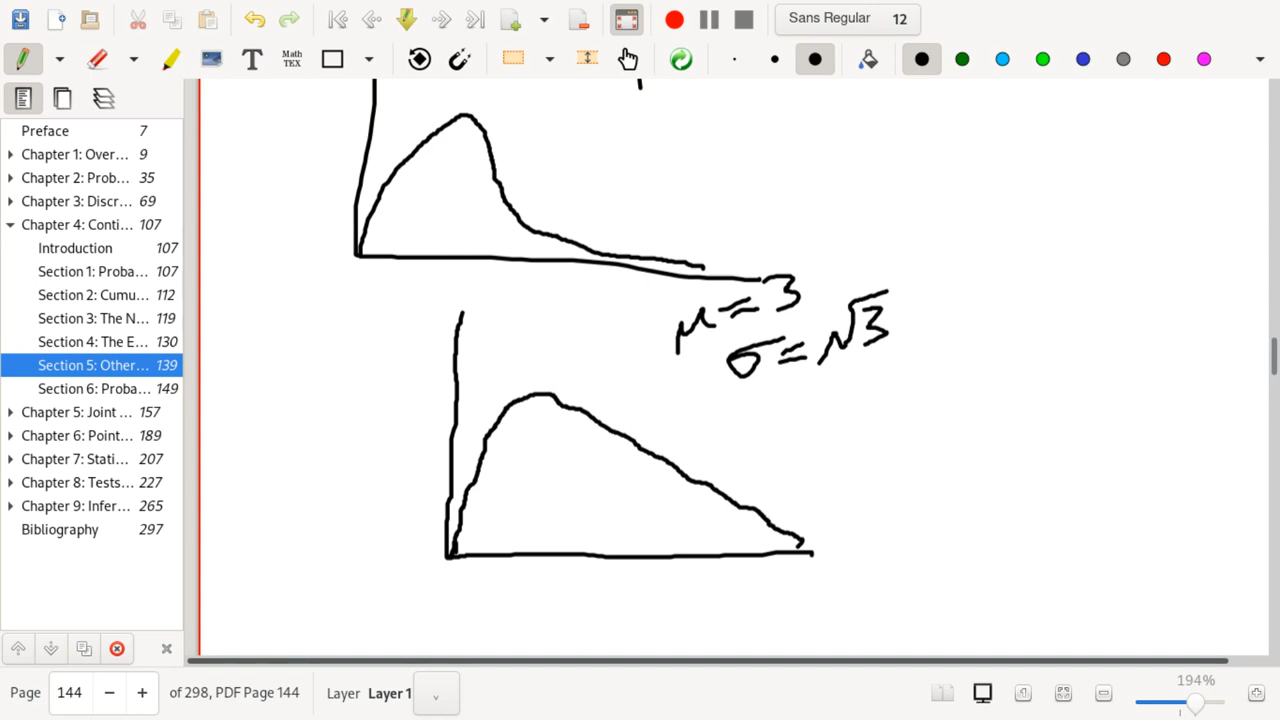 Sans Regular 12
T Math TEX
Preface 7
Chapter 1: Over... 9
Chapter 2: Prob... 35
Chapter 3: Discr... 69
Chapter 4: Conti... 107
Introduction 107
Section 1: Proba... 107
Section 2: Cumu... 112
Section 3: The N... 119
Section 4: The E... 130
Section 5: Other... 139
Section 6: Proba... 149
Chapter 5: Joint ... 157
Chapter 6: Point... 189
Chapter 7: Stati... 207
Chapter 8: Tests... 227
Chapter 9: Infer... 265
Bibliography 297
μ = 3
σ = √3
Page 144 of 298, PDF Page 144 Layer Layer 1 194%